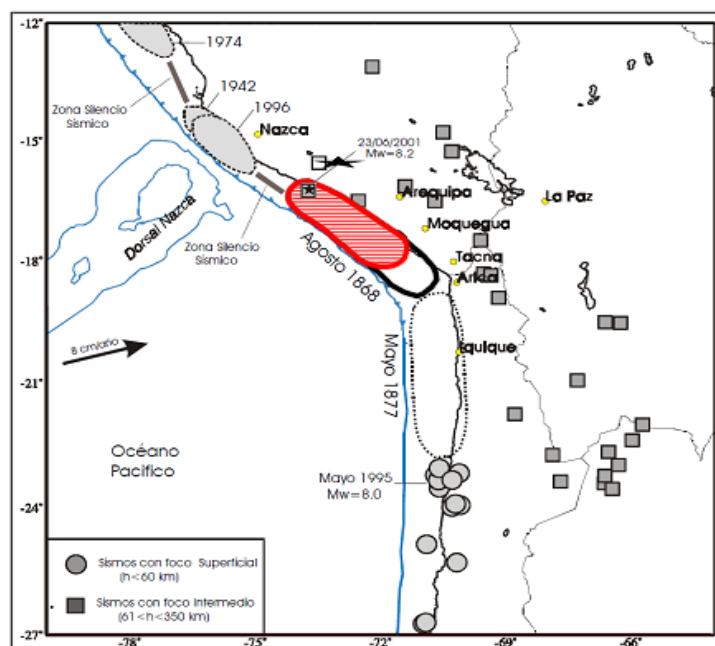 -12°
-15°
-18°
-21°
-24°
-27°
-78°
-75°
-72°
-69°
-66°
1974
1942
1996
Zona Silencio
Sísmico
Nazca
23/06/2001
Mw=8.2
Dorsal Nazca
Zona Silencio
Sísmico
Agosto 1868
Arequipa
La Paz
Moquegua
Tacna
Arica
8 cm/año
Mayo 1877
Iquique
Océano
Pacifico
Mayo 1995
Mw=8.0
Sismos con foco Superficial
(h<60 km)
Sismos con foco Intermedio
(61<h<350 km)